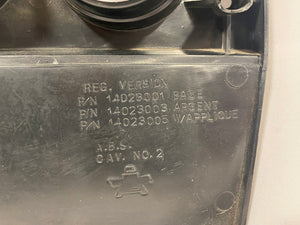 REG. VERSION
P/N 14023001 BASE
P/N 14023003 ARGENT
P/N 14023005 W/APPLIQUE
A.B.S.
CAV. NO. 2